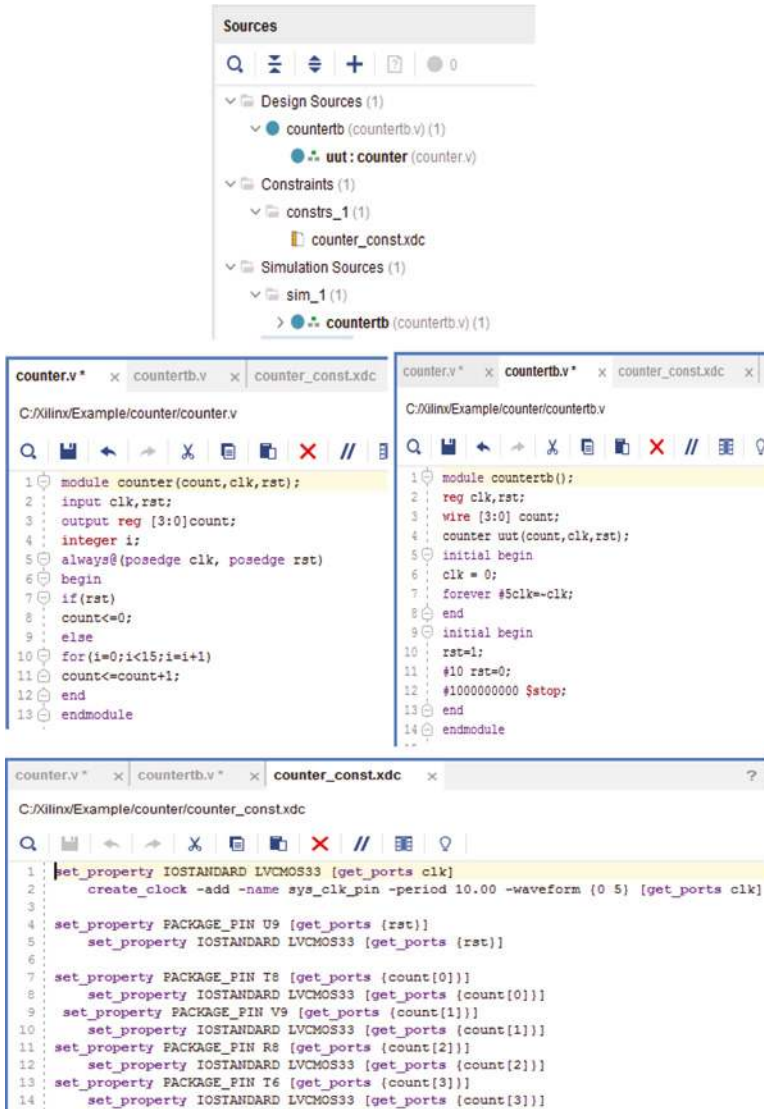 Sources
0
Design Sources (1)
countertb (countertb.v) (1)
uut : counter (counter.v)
Constraints (1)
constrs_1 (1)
counter_const.xdc
Simulation Sources (1)
sim_1 (1)
countertb (countertb.v) (1)
counter.v * × countertb.v × counter_const.xdc
C:/Xilinx/Example/counter/counter.v
1 module counter(count,clk,rst);
2 input clk,rst;
3 output reg [3:0]count;
4 integer i;
5 always@(posedge clk, posedge rst)
6 begin
7 if(rst)
8 count<=0;
9 else
10 for(i=0;i<15;i=i+1)
11 count<=count+1;
12 end
13 endmodule
counter.v * × countertb.v * × counter_const.xdc ×
C:/Xilinx/Example/counter/countertb.v
1 module countertb();
2 reg clk,rst;
3 wire [3:0] count;
4 counter uut(count,clk,rst);
5 initial begin
6 clk = 0;
7 forever #5clk=~clk;
8 end
9 initial begin
10 rst=1;
11 #10 rst=0;
12 #1000000000 $stop;
13 end
14 endmodule
counter.v * × countertb.v * × counter_const.xdc × ?
C:/Xilinx/Example/counter/counter_const.xdc
1 set_property IOSTANDARD LVCMOS33 [get_ports clk]
2 create_clock -add -name sys_clk_pin -period 10.00 -waveform {0 5} [get_ports clk]
3
4 set_property PACKAGE_PIN U9 [get_ports {rst}]
5 set_property IOSTANDARD LVCMOS33 [get_ports {rst}]
6
7 set_property PACKAGE_PIN T8 [get_ports {count[0]}]
8 set_property IOSTANDARD LVCMOS33 [get_ports {count[0]}]
9 set_property PACKAGE_PIN V9 [get_ports {count[1]}]
10 set_property IOSTANDARD LVCMOS33 [get_ports {count[1]}]
11 set_property PACKAGE_PIN R8 [get_ports {count[2]}]
12 set_property IOSTANDARD LVCMOS33 [get_ports {count[2]}]
13 set_property PACKAGE_PIN T6 [get_ports {count[3]}]
14 set_property IOSTANDARD LVCMOS33 [get_ports {count[3]}]